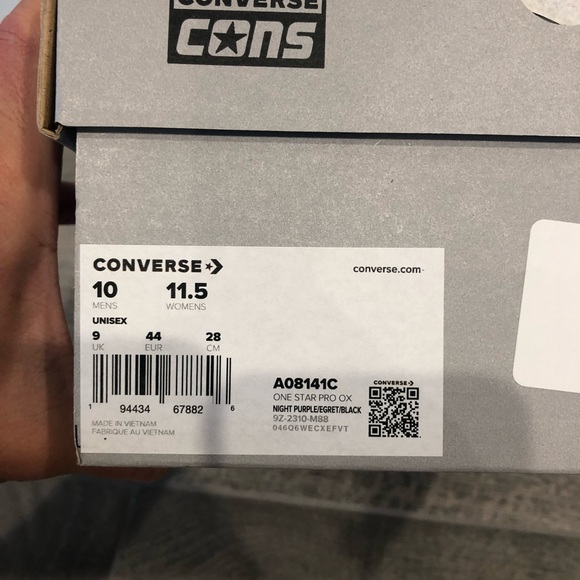 CONVERSE
CONS
CONVERSE
converse.com
10 11.5
MENS WOMENS
UNISEX
9 44 28
UK EUR CM
1 94434 67882 6
MADE IN VIETNAM
FABRIQUE AU VIETNAM
A08141C
ONE STAR PRO OX
NIGHT PURPLE/EGRET/BLACK
9Z-2310-M88
046Q6WECXEFVT
CONVERSE